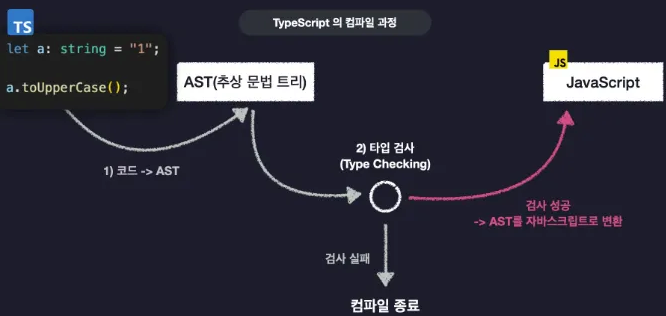 TypeScript 의 컴파일 과정
TS
let a: string = "1";
a.toUpperCase();
AST(추상 문법 트리)
JS
JavaScript
1) 코드 -> AST
2) 타입 검사
(Type Checking)
검사 성공
-> AST를 자바스크립트로 변환
검사 실패
컴파일 종료